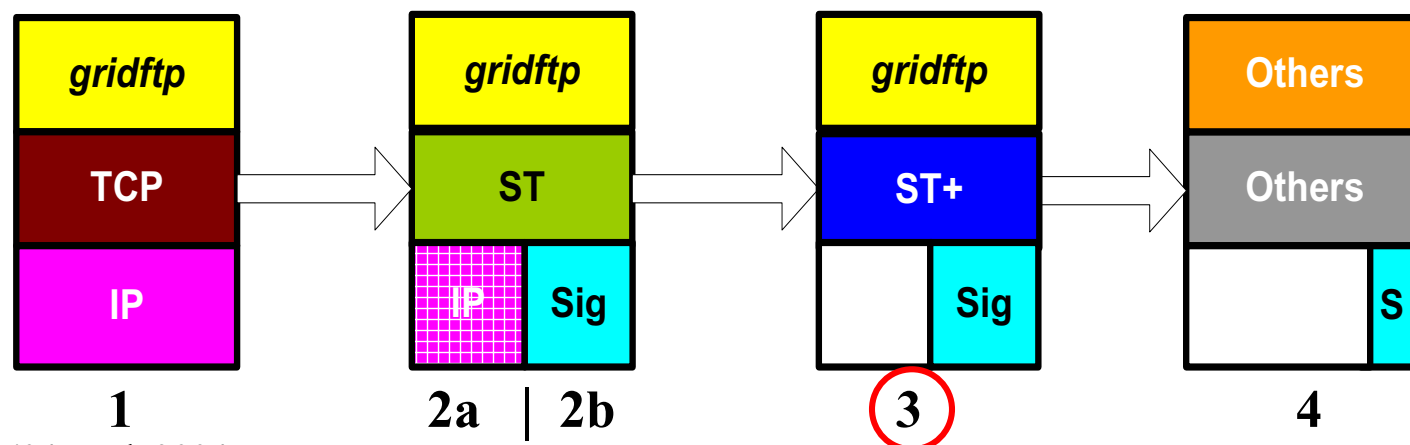 gridftp gridftp gridftp Others
TCP ST ST+ Others
IP IP Sig Sig S
1 2a | 2b 3 4